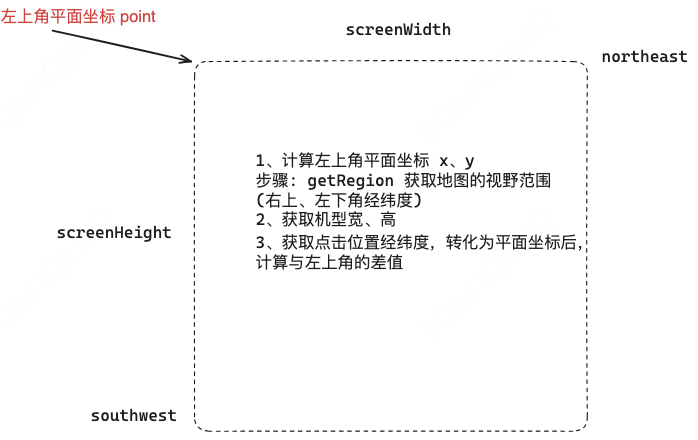 左上角平面坐标 point
screenWidth
northeast
1、计算左上角平面坐标 x、y
步骤: getRegion 获取地图的视野范围
(右上、左下角经纬度)
2、获取机型宽、高
3、获取点击位置经纬度，转化为平面坐标后，
计算与左上角的差值
screenHeight
southwest